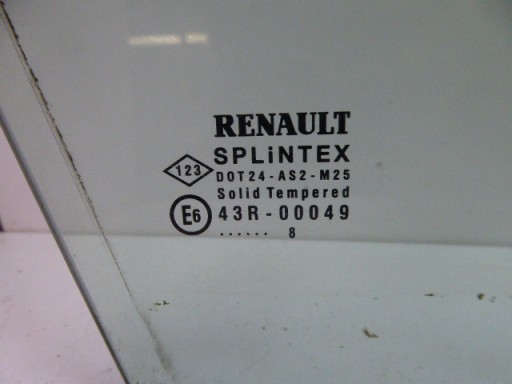 RENAULT
SPLiNTEX
123 DOT24-AS2-M25
Solid Tempered
E6 43R-00049
...... 8